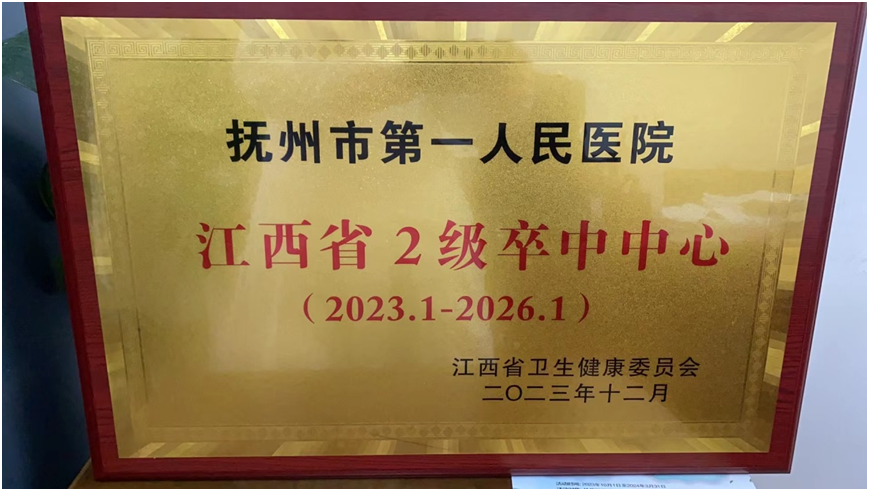 抚州市第一人民医院
江西省2级卒中中心
（2023.1-2026.1）
江西省卫生健康委员会
二〇二三年十二月